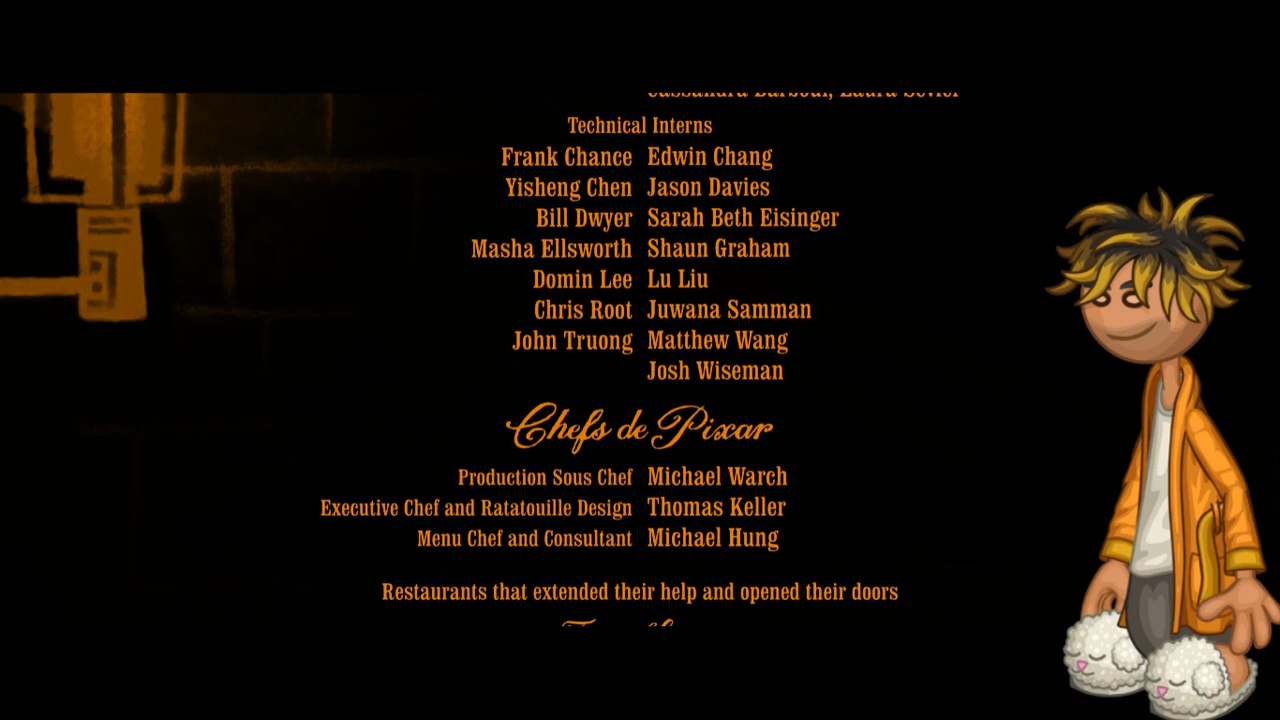 Technical Interns
Frank Chance Edwin Chang
Yisheng Chen Jason Davies
Bill Dwyer Sarah Beth Eisinger
Masha Ellsworth Shaun Graham
Domin Lee Lu Liu
Chris Root Juwana Samman
John Truong Matthew Wang
Josh Wiseman
Chefs de Pixar
Production Sous Chef Michael Warch
Executive Chef and Ratatouille Design Thomas Keller
Menu Chef and Consultant Michael Hung
Restaurants that extended their help and opened their doors